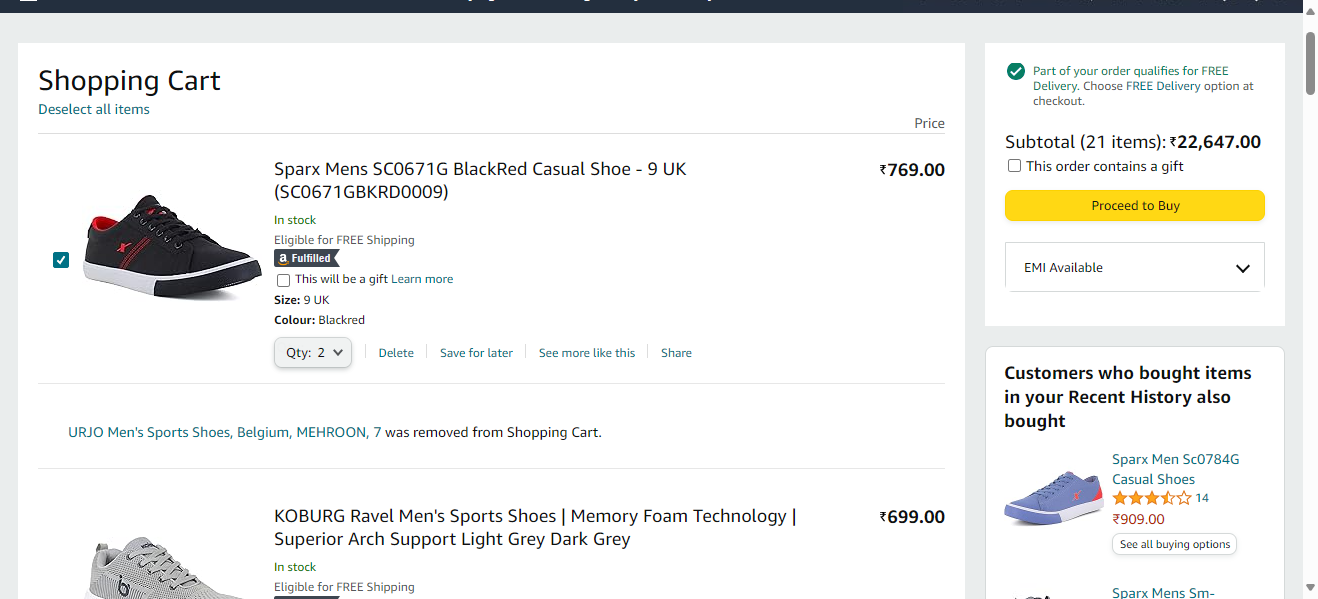 Shopping Cart
Deselect all items
Price
Sparx Mens SC0671G BlackRed Casual Shoe - 9 UK
(SC0671GBKRD0009)
₹769.00
In stock
Eligible for FREE Shipping
a Fulfilled
This will be a gift Learn more
Size: 9 UK
Colour: Blackred
Qty: 2
Delete
Save for later
See more like this
Share
URJO Men's Sports Shoes, Belgium, MEHROON, 7 was removed from Shopping Cart.
KOBURG Ravel Men's Sports Shoes | Memory Foam Technology |
Superior Arch Support Light Grey Dark Grey
₹699.00
In stock
Eligible for FREE Shipping
Part of your order qualifies for FREE
Delivery. Choose FREE Delivery option at
checkout.
Subtotal (21 items): ₹22,647.00
This order contains a gift
Proceed to Buy
EMI Available
Customers who bought items
in your Recent History also
bought
Sparx Men Sc0784G
Casual Shoes
14
₹909.00
See all buying options
Sparx Mens Sm-